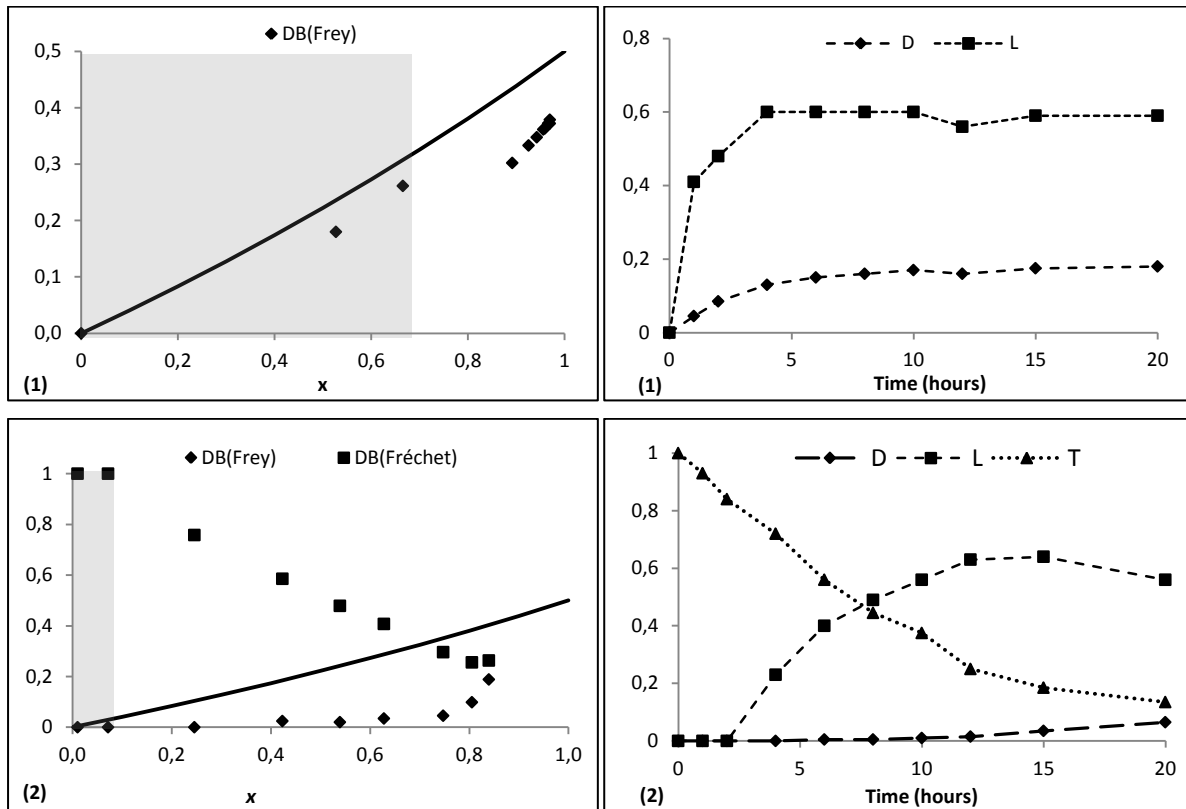 DB(Frey)
0,5
0,4
0,3
0,2
0,1
0,0
0 0,2 0,4 0,6 0,8 1
(1) x
D L
0,8
0,6
0,4
0,2
0
0 5 10 15 20
(1) Time (hours)
DB(Frey) DB(Fréchet)
1
0,8
0,6
0,4
0,2
0
0,0 0,2 0,4 0,6 0,8 1,0
(2) x
D L T
1
0,8
0,6
0,4
0,2
0
0 5 10 15 20
(2) Time (hours)